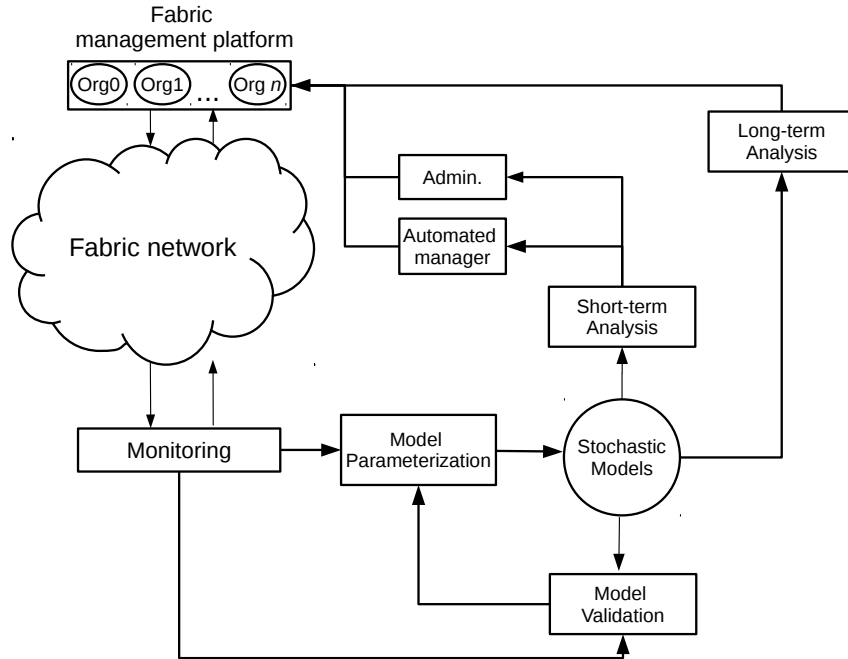 Fabric
management platform
Org0 Org1 ... Org n
Long-term
Analysis
Admin.
Automated
manager
Fabric network
Short-term
Analysis
Monitoring
Model
Parameterization
Stochastic
Models
Model
Validation